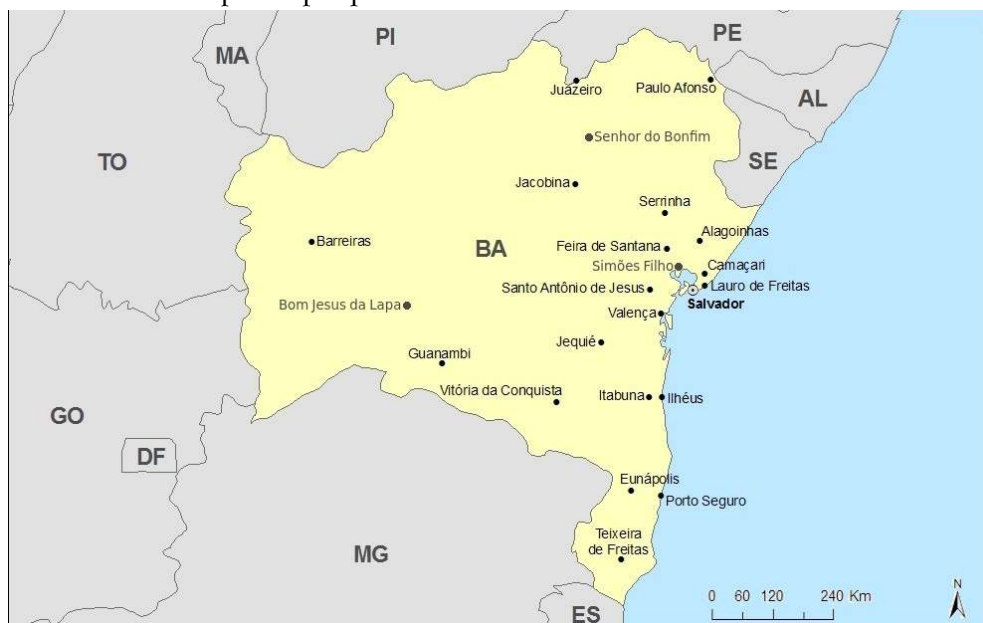 PI
PE
MA
Juazeiro
Paulo Afonso
AL
Senhor do Bonfim
TO
SE
Jacobina
Serrinha
Barreiras
BA
Feira de Santana
Alagoinhas
Simões Filho
Camaçari
Santo Antônio de Jesus
Lauro de Freitas
Salvador
Bom Jesus da Lapa
Valença
Jequié
Guanambi
Vitória da Conquista
Itabuna
Ilhéus
GO
DF
Eunápolis
Porto Seguro
Teixeira
de Freitas
MG
ES
0 60 120 240 Km
N